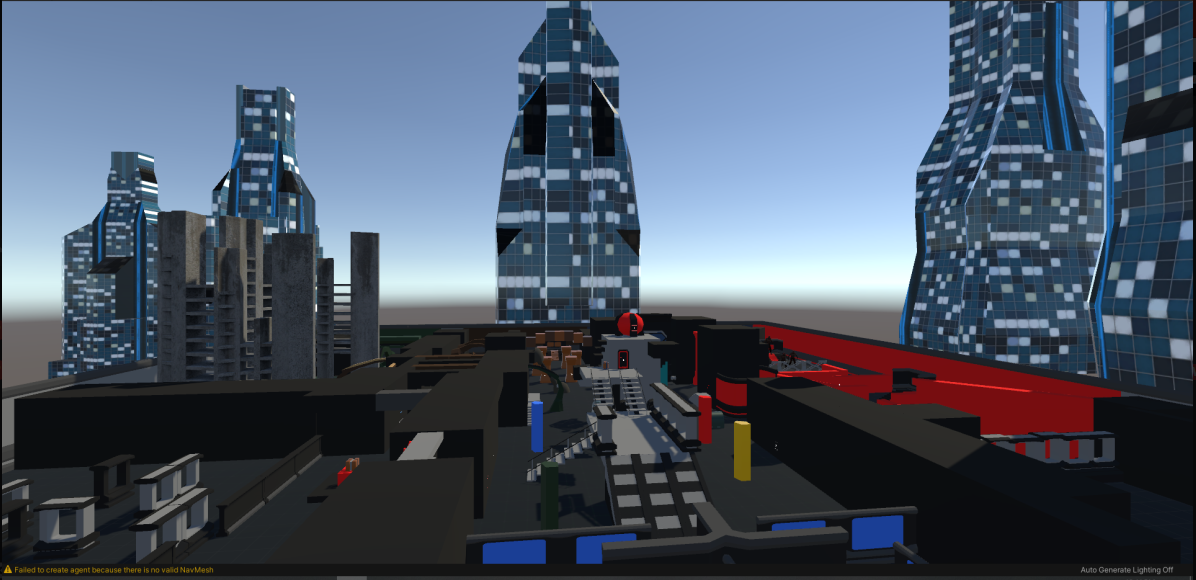 Failed to create agent because there is no valid NavMesh
Auto Generate Lighting Off